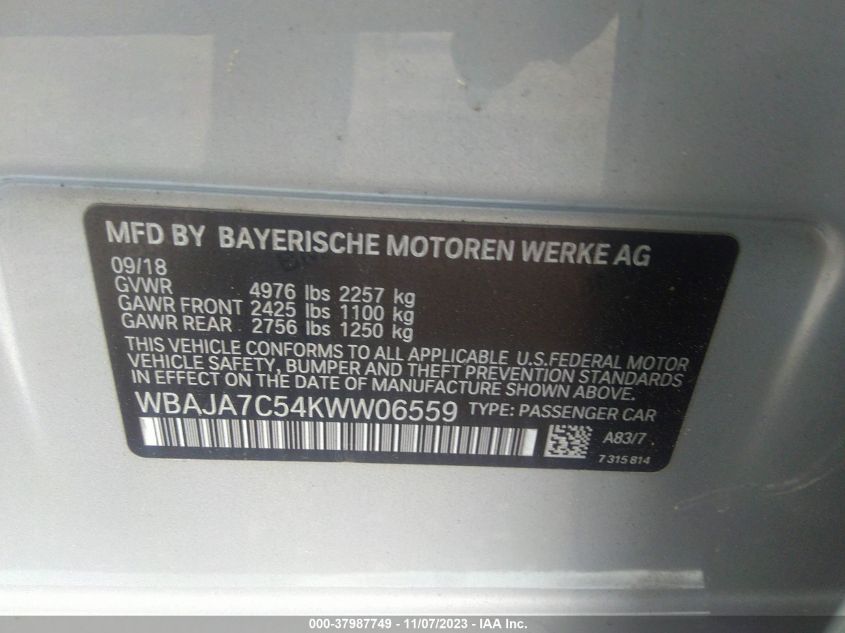 MFD BY BAYERISCHE MOTOREN WERKE AG
09/18
GVWR 4976 lbs 2257 kg
GAWR FRONT 2425 lbs 1100 kg
GAWR REAR 2756 lbs 1250 kg
THIS VEHICLE CONFORMS TO ALL APPLICABLE U.S.FEDERAL MOTOR
VEHICLE SAFETY, BUMPER AND THEFT PREVENTION STANDARDS
IN EFFECT ON THE DATE OF MANUFACTURE SHOWN ABOVE.
WBAJA7C54KWW06559 TYPE: PASSENGER CAR
A83/7
7 315 814
000-37987749 - 11/07/2023 - IAA Inc.